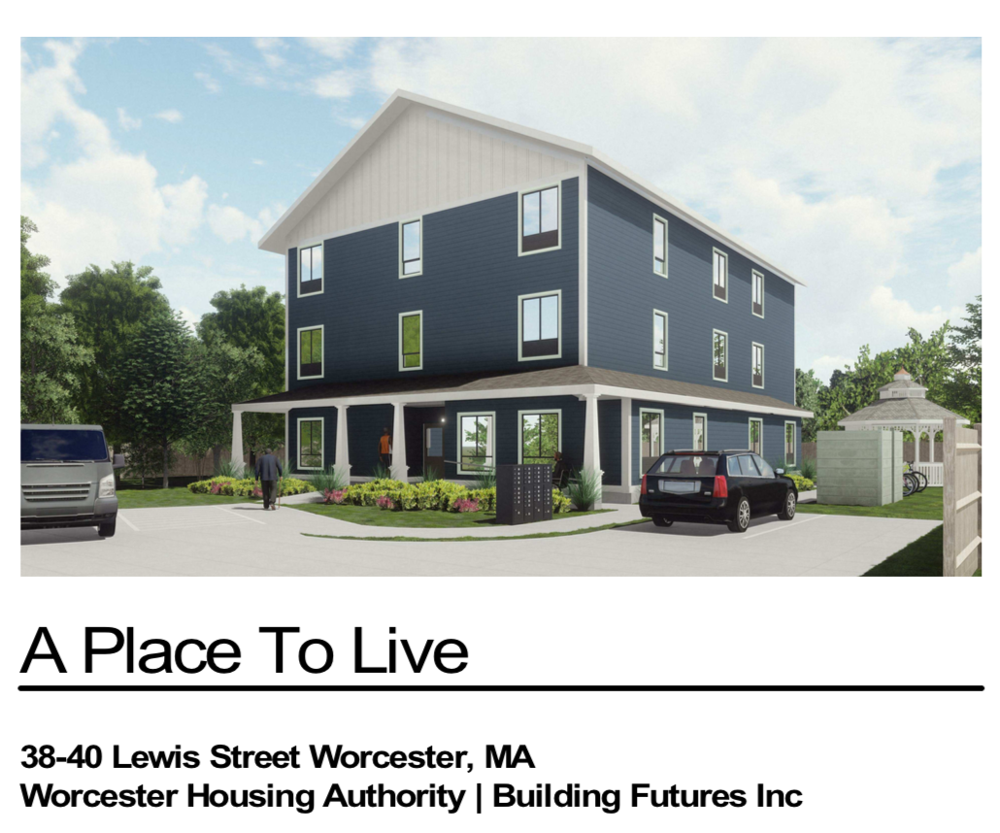 A Place To Live
38-40 Lewis Street Worcester, MA
Worcester Housing Authority | Building Futures Inc